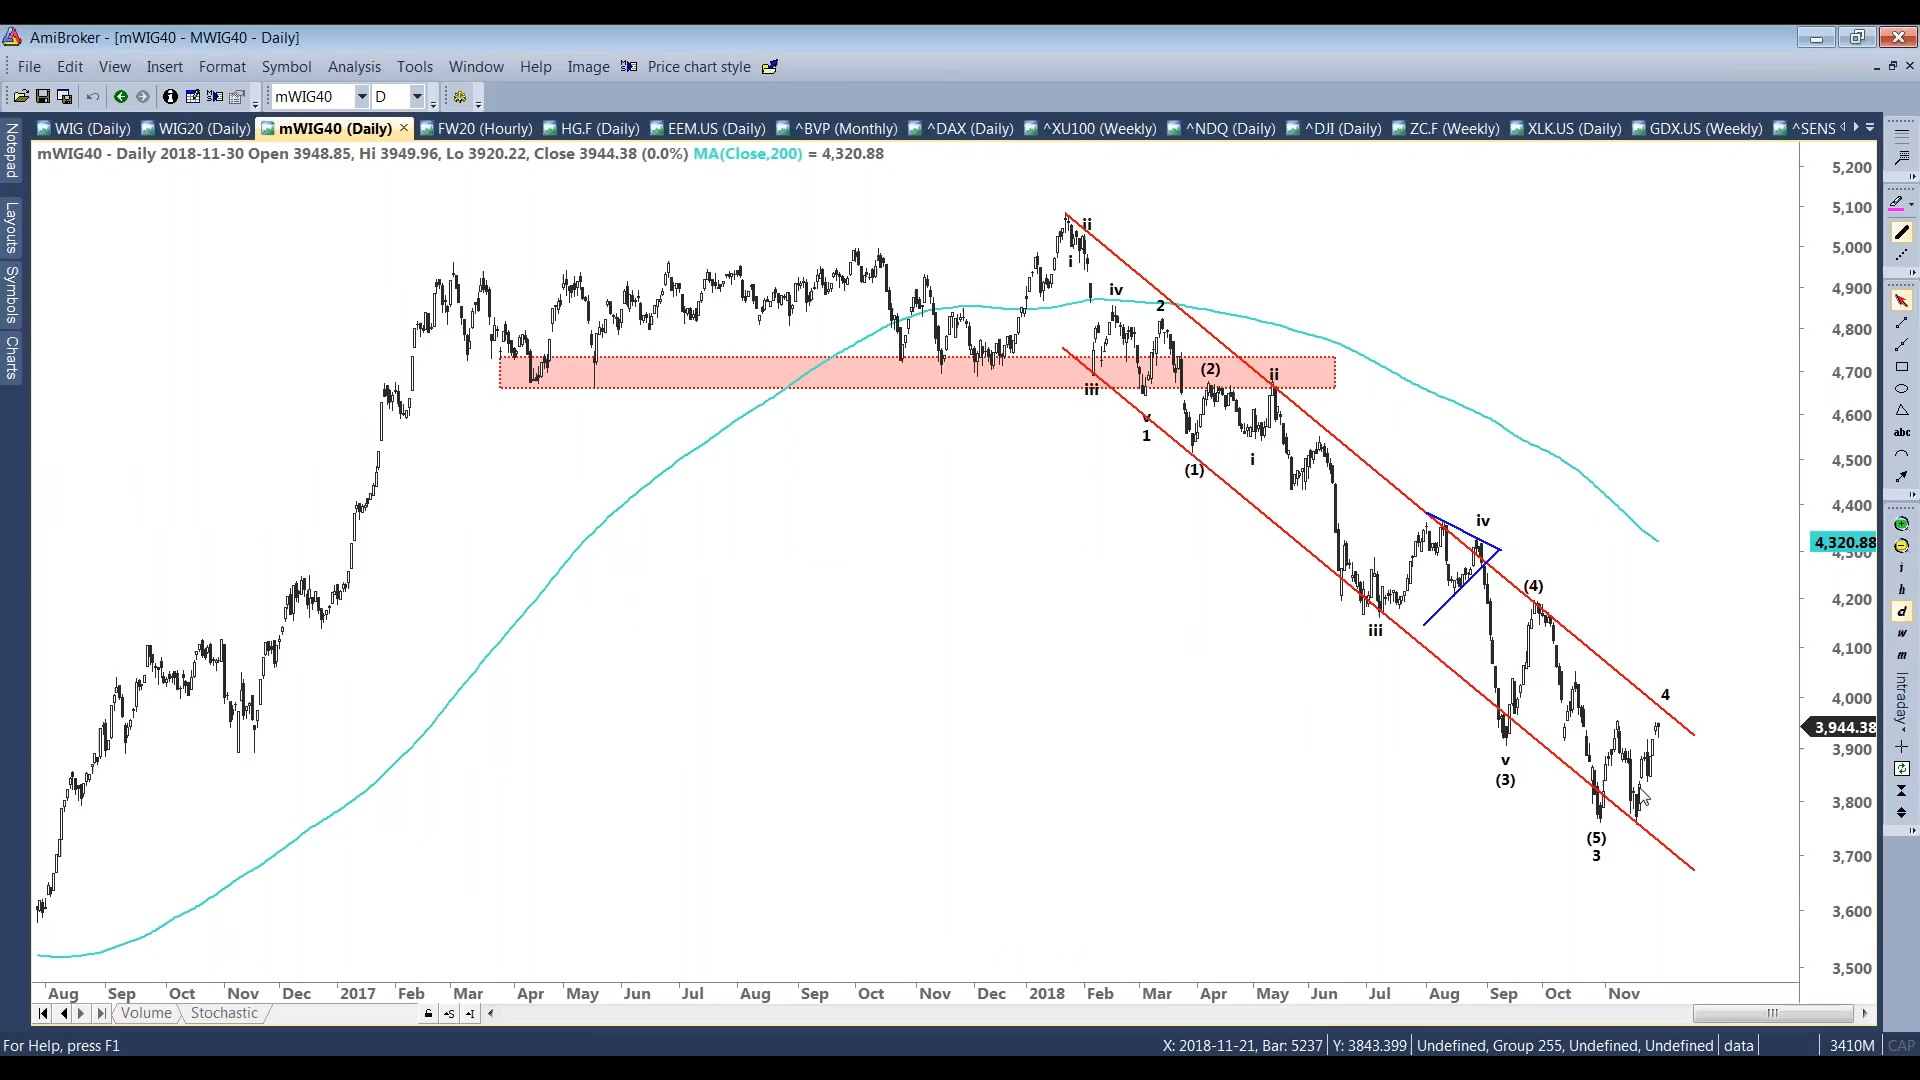 AmiBroker - [mWIG40 - MWIG40 - Daily]
File Edit View Insert Format Symbol Analysis Tools Window Help Image Price chart style
mWIG40 D
WIG (Daily) WIG20 (Daily) mWIG40 (Daily) × FW20 (Hourly) HG.F (Daily) EEM.US (Daily) ^BVP (Monthly) ^DAX (Daily) ^XU100 (Weekly) ^NDQ (Daily) ^DJI (Daily) ZC.F (Weekly) XLK.US (Daily) GDX.US (Weekly) ^SENS
Notepad
Layouts
Symbols
Charts
mWIG40 - Daily 2018-11-30 Open 3948.85, Hi 3949.96, Lo 3920.22, Close 3944.38 (0.0%) MA(Close,200) = 4,320.88
5,200
5,100
5,000
4,900
4,800
4,700
4,600
4,500
4,400
4,320.88
4,300
4,200
4,100
4,000
3,944.38
3,900
3,800
3,700
3,600
3,500
ii
i
iv
2
iii
v
1
(2)
ii
(1)
i
iv
iii
(4)
4
v
(3)
(5)
3
abc
i
h
d
w
m
Intraday
Aug Sep Oct Nov Dec 2017 Feb Mar Apr May Jun Jul Aug Sep Oct Nov Dec 2018 Feb Mar Apr May Jun Jul Aug Sep Oct Nov
Volume Stochastic
S
I
For Help, press F1
X: 2018-11-21, Bar: 5237 Y: 3843.399 Undefined, Group 255, Undefined, Undefined data 3410M CAP